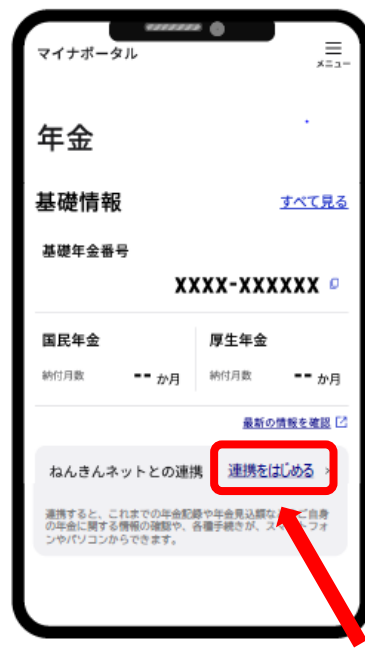 マイナポータル
メニュー
年金
基礎情報 すべて見る
基礎年金番号
XXXX-XXXXXX
国民年金 厚生年金
納付月数 -- か月 納付月数 -- か月
最新の情報を確認
ねんきんネットとの連携 連携をはじめる >
連携すると、これまでの年金記録や年金見込額な ご自身
の年金に関する情報の確認や、各種手続きが、ス フォ
ンやパソコンからできます。